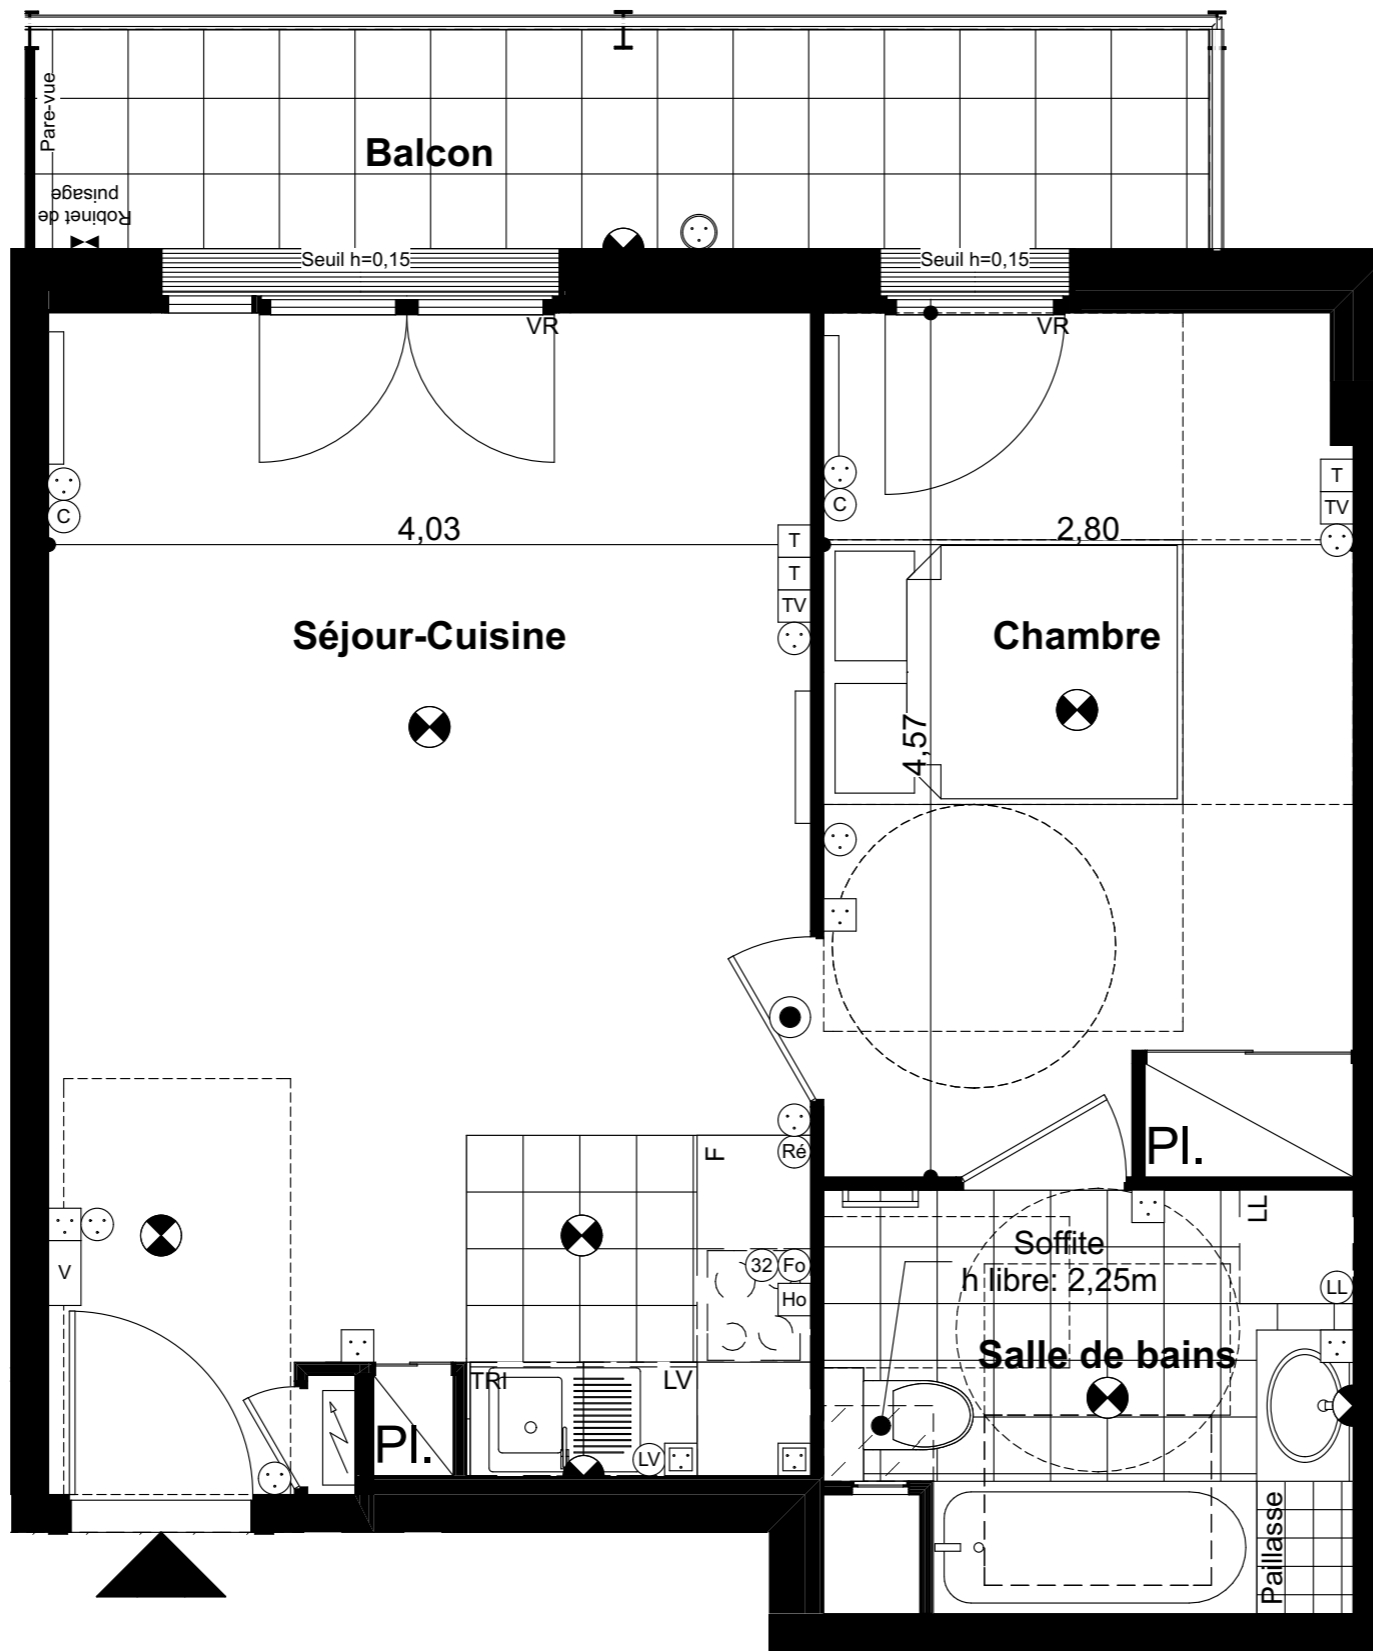 Pare-vue
Balcon
Robinet de
puisage
Seuil h=0,15
Seuil h=0,15
VR
VR
C
C
4,03
2,80
T
T
TV
T
TV
Séjour-Cuisine
Chambre
4,57
F
Ré
Pl.
V
32
Fo
Ho
Soffite
h libre: 2,25m
LL
LL
Salle de bains
TRI
LV
LV
Pl.
Paillasse